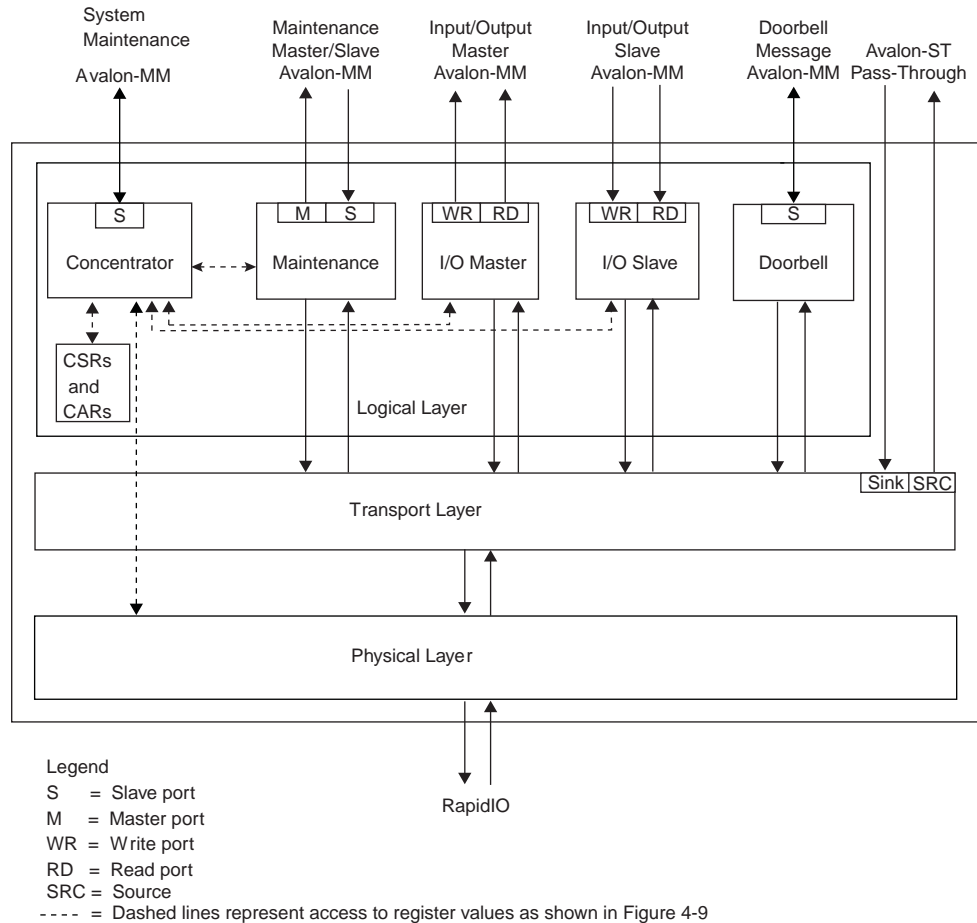 System
Maintenance
Avalon-MM
Maintenance
Master/Slave
Avalon-MM
Input/Output
Master
Avalon-MM
Input/Output
Slave
Avalon-MM
Doorbell
Message
Avalon-MM
Avalon-ST
Pass-Through
S
M S
WR RD
WR RD
S
Concentrator
Maintenance
I/O Master
I/O Slave
Doorbell
CSRs
and
CARs
Logical Layer
Sink SRC
Transport Layer
Physical Layer
RapidIO
Legend
S = Slave port
M = Master port
WR = Write port
RD = Read port
SRC = Source
---- = Dashed lines represent access to register values as shown in Figure 4-9